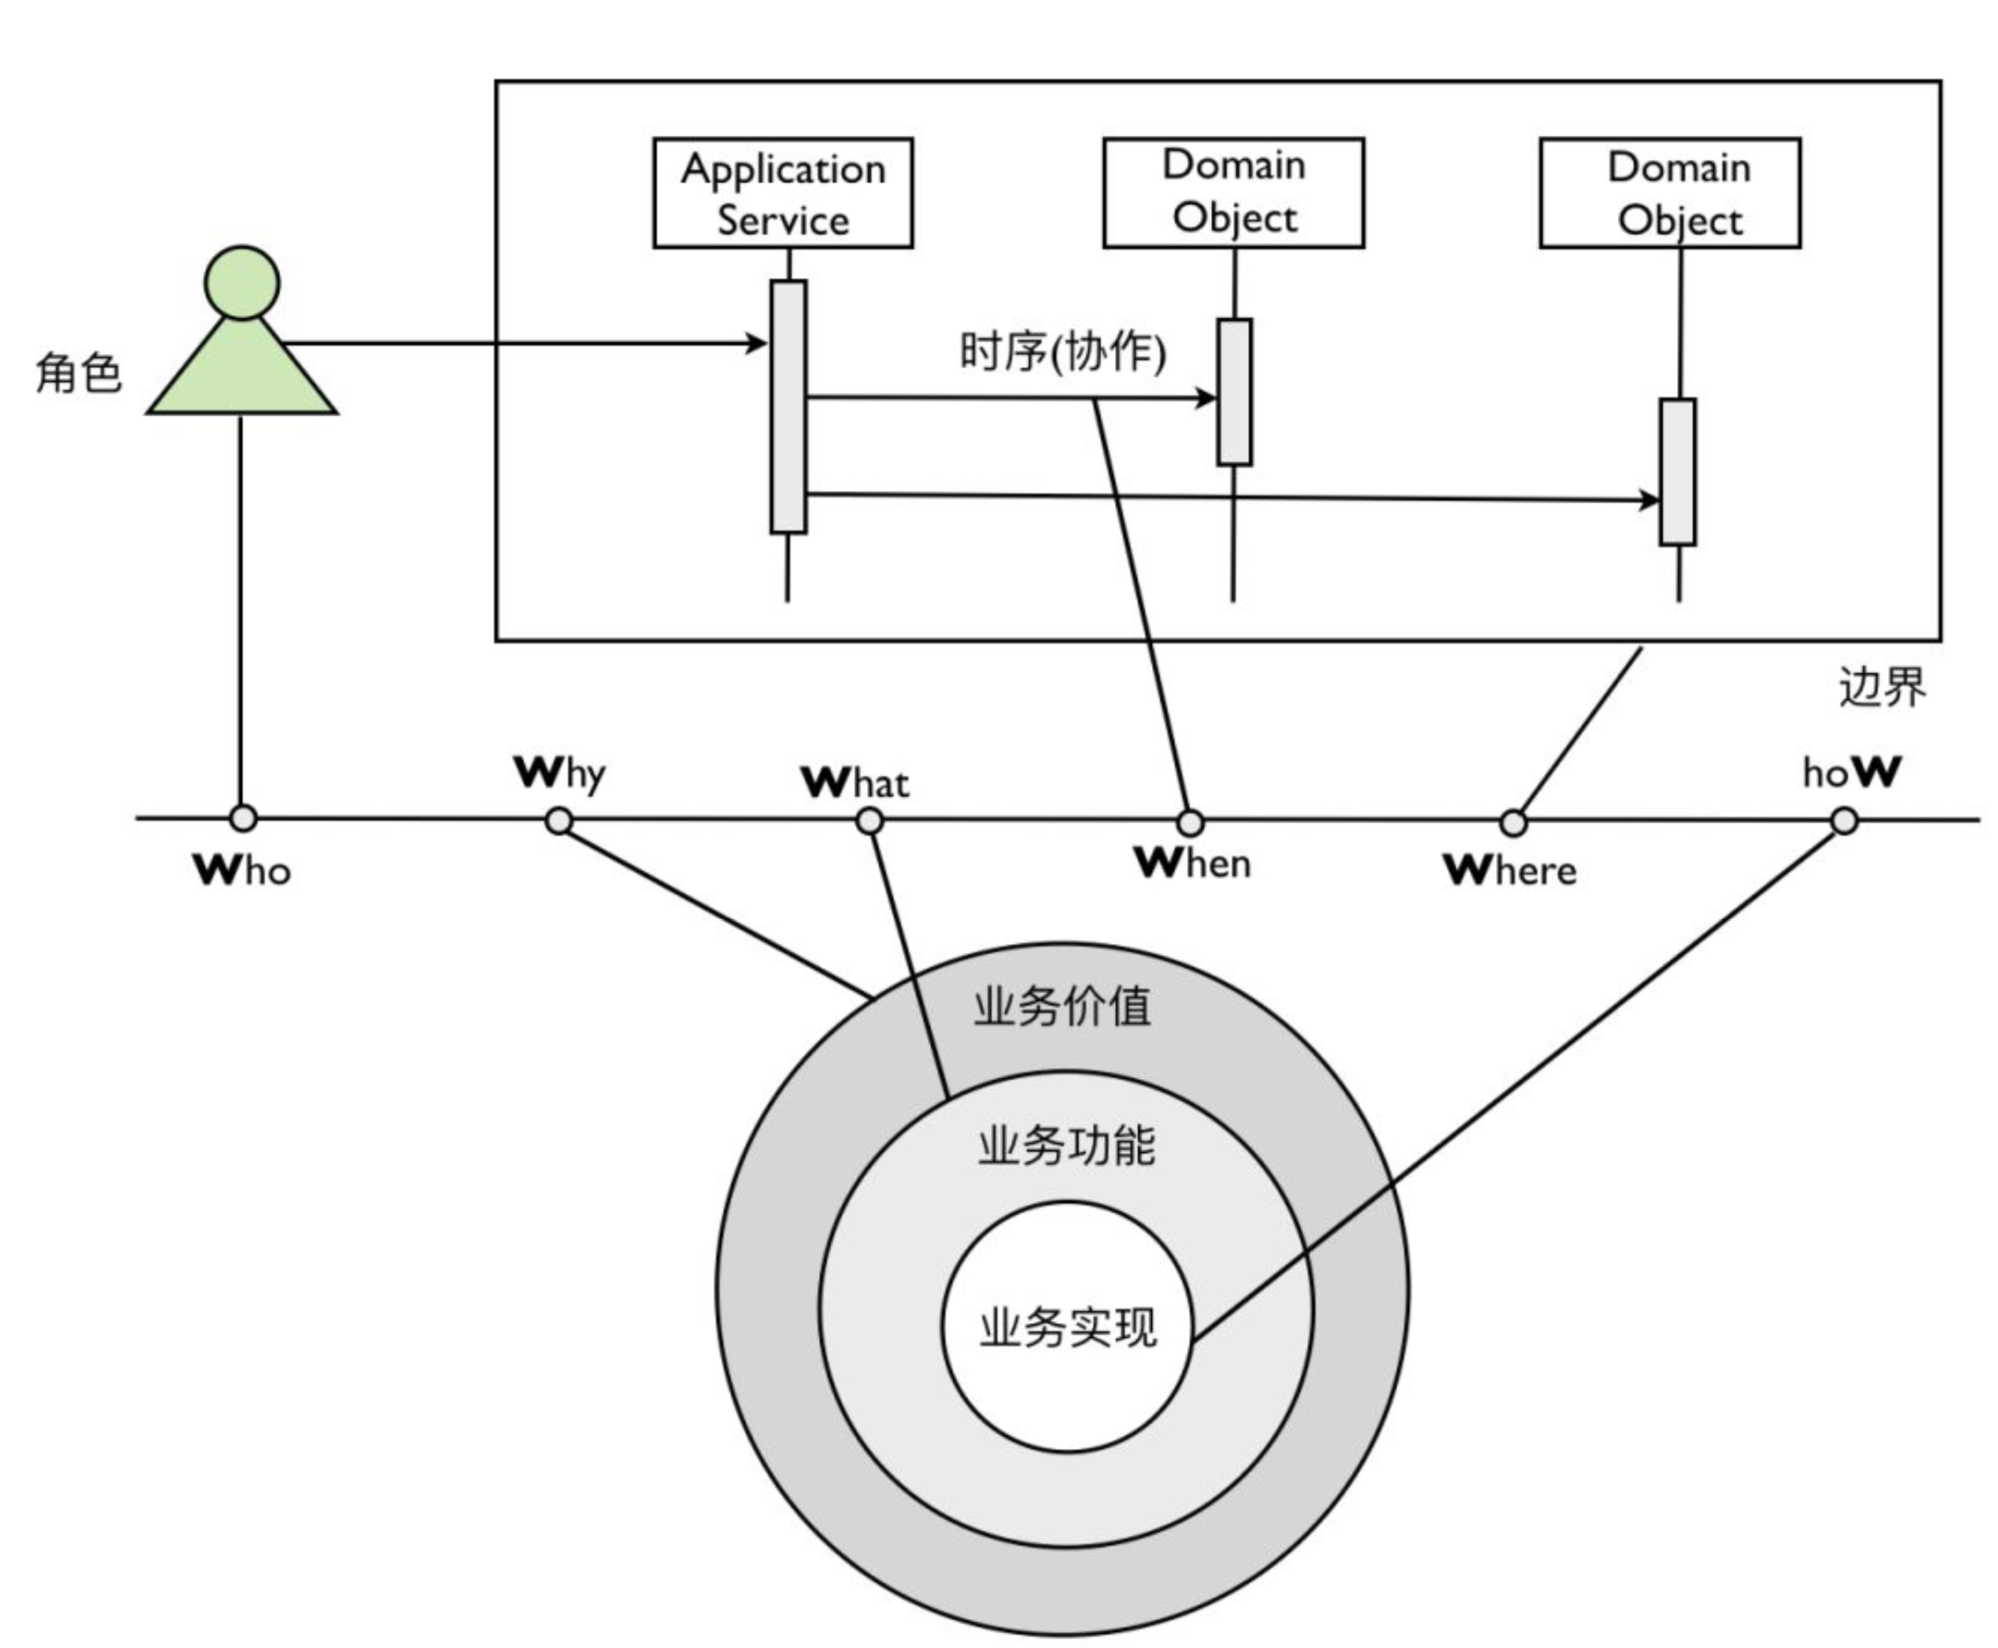 Application
Service
Domain
Object
Domain
Object
时序(协作)
角色
边界
Why
What
hoW
Who
When
Where
业务价值
业务功能
业务实现